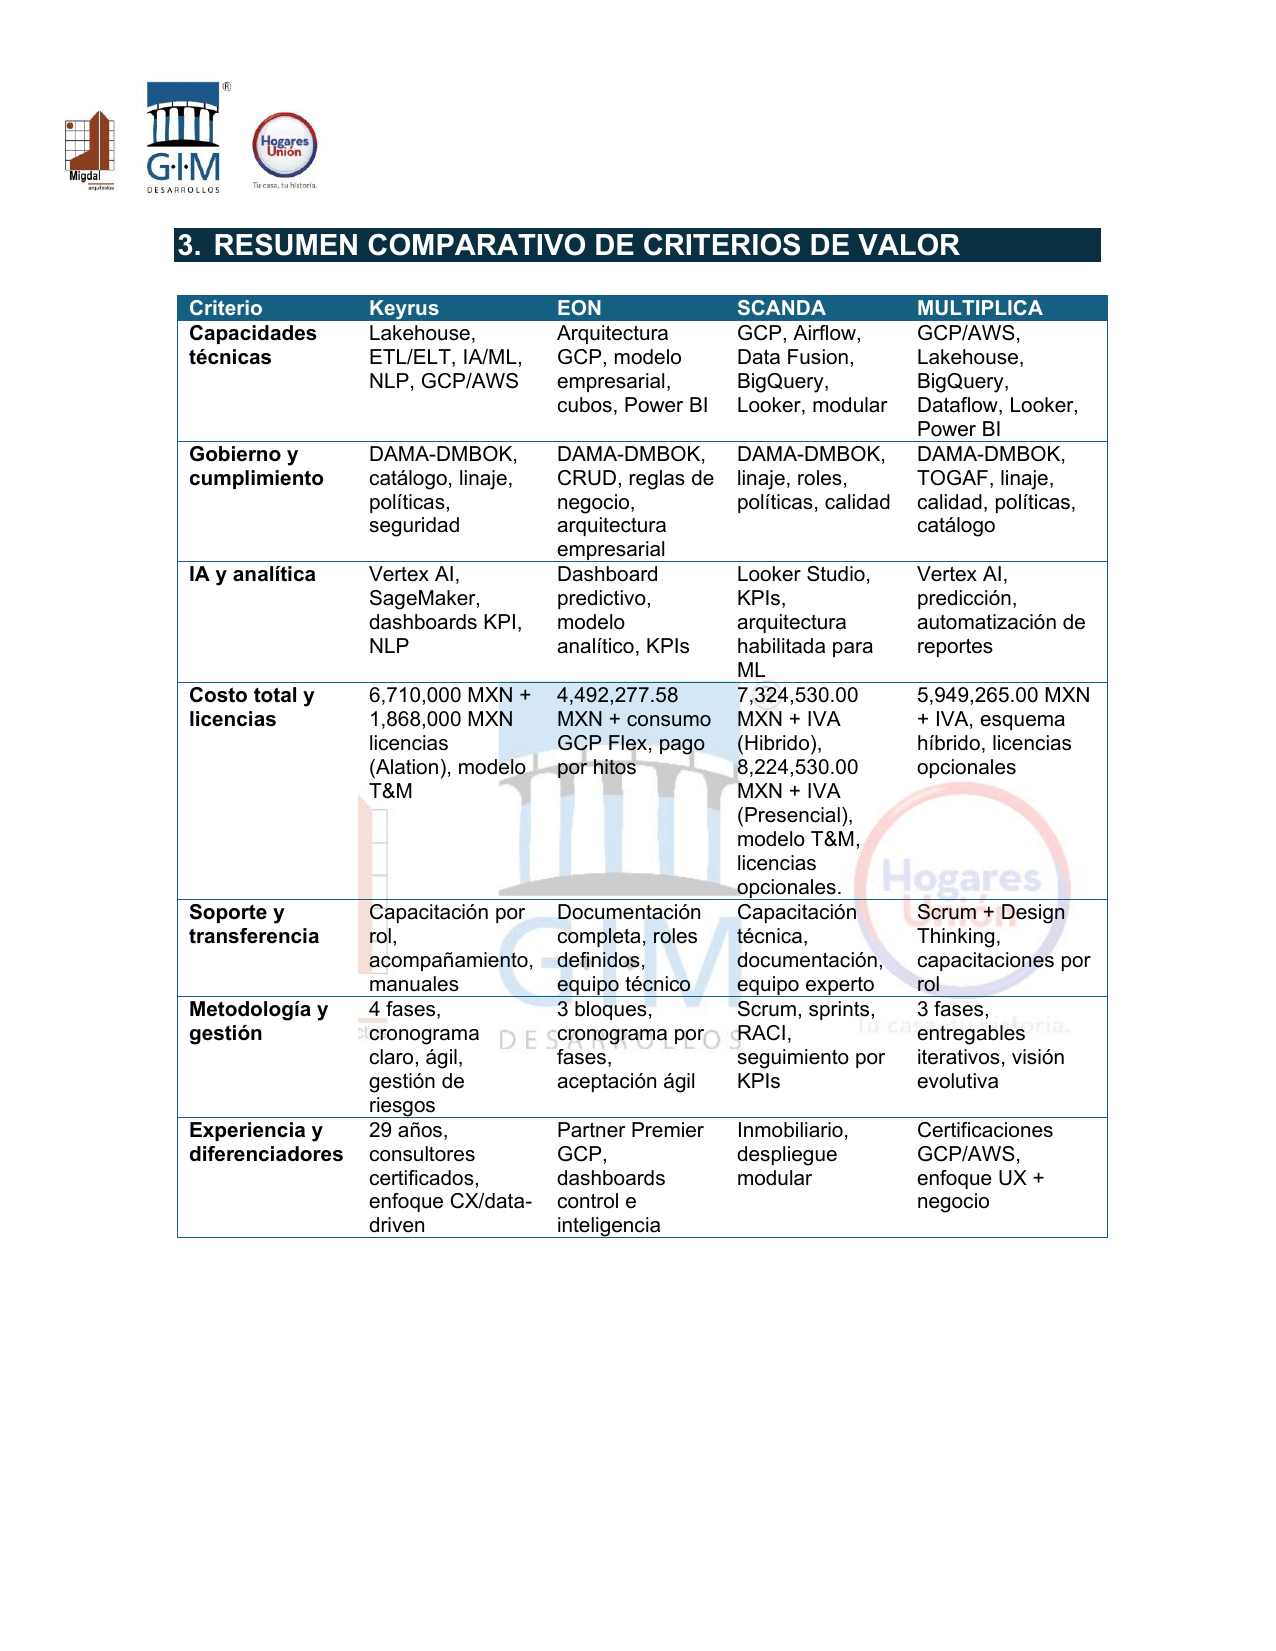 ®
G·I·M
DESARROLLOS
Migdal
arquitectos
Hogares
Unión
Tu casa, tu historia.
3. RESUMEN COMPARATIVO DE CRITERIOS DE VALOR
Criterio Keyrus EON SCANDA MULTIPLICA
Capacidades técnicas
Lakehouse,
ETL/ELT, IA/ML,
NLP, GCP/AWS
Arquitectura
GCP, modelo
empresarial,
cubos, Power BI
GCP, Airflow,
Data Fusion,
BigQuery,
Looker, modular
GCP/AWS,
Lakehouse,
BigQuery,
Dataflow, Looker,
Power BI
Gobierno y
cumplimiento
DAMA-DMBOK,
catálogo, linaje,
políticas,
seguridad
DAMA-DMBOK,
CRUD, reglas de
negocio,
arquitectura
empresarial
DAMA-DMBOK,
linaje, roles,
políticas, calidad
DAMA-DMBOK,
TOGAF, linaje,
calidad, políticas,
catálogo
IA y analítica
Vertex AI,
SageMaker,
dashboards KPI,
NLP
Dashboard
predictivo,
modelo
analítico, KPIs
Looker Studio,
KPIs,
arquitectura
habilitada para
ML
Vertex AI,
predicción,
automatización de
reportes
Costo total y
licencias
6,710,000 MXN +
1,868,000 MXN
licencias
(Alation), modelo
T&M
4,492,277.58
MXN + consumo
GCP Flex, pago
por hitos
7,324,530.00
MXN + IVA
(Hibrido),
8,224,530.00
MXN + IVA
(Presencial),
modelo T&M,
licencias
opcionales.
5,949,265.00 MXN
+ IVA, esquema
híbrido, licencias
opcionales
Soporte y
transferencia
Capacitación por
rol,
acompañamiento,
manuales
Documentación
completa, roles
definidos,
equipo técnico
Capacitación
técnica,
documentación,
equipo experto
Scrum + Design
Thinking,
capacitaciones por
rol
Metodología y
gestión
4 fases,
cronograma
claro, ágil,
gestión de
riesgos
3 bloques,
cronograma por
fases,
aceptación ágil
Scrum, sprints,
RACI,
seguimiento por
KPIs
3 fases,
entregables
iterativos, visión
evolutiva
Experiencia y
diferenciadores
29 años,
consultores
certificados,
enfoque CX/data-
driven
Partner Premier
GCP,
dashboards
control e
inteligencia
Inmobiliario,
despliegue
modular
Certificaciones
GCP/AWS,
enfoque UX +
negocio
GIM
DESARROLLOS
Hogares
Unión
Tu casa, tu historia.